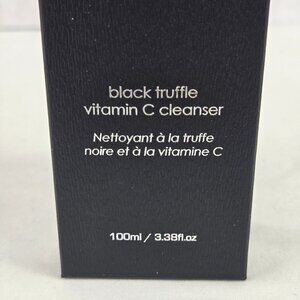 black truffle
vitamin C cleanser
Nettoyant à la truffe
noire et à la vitamine C
100ml / 3.38fl.oz